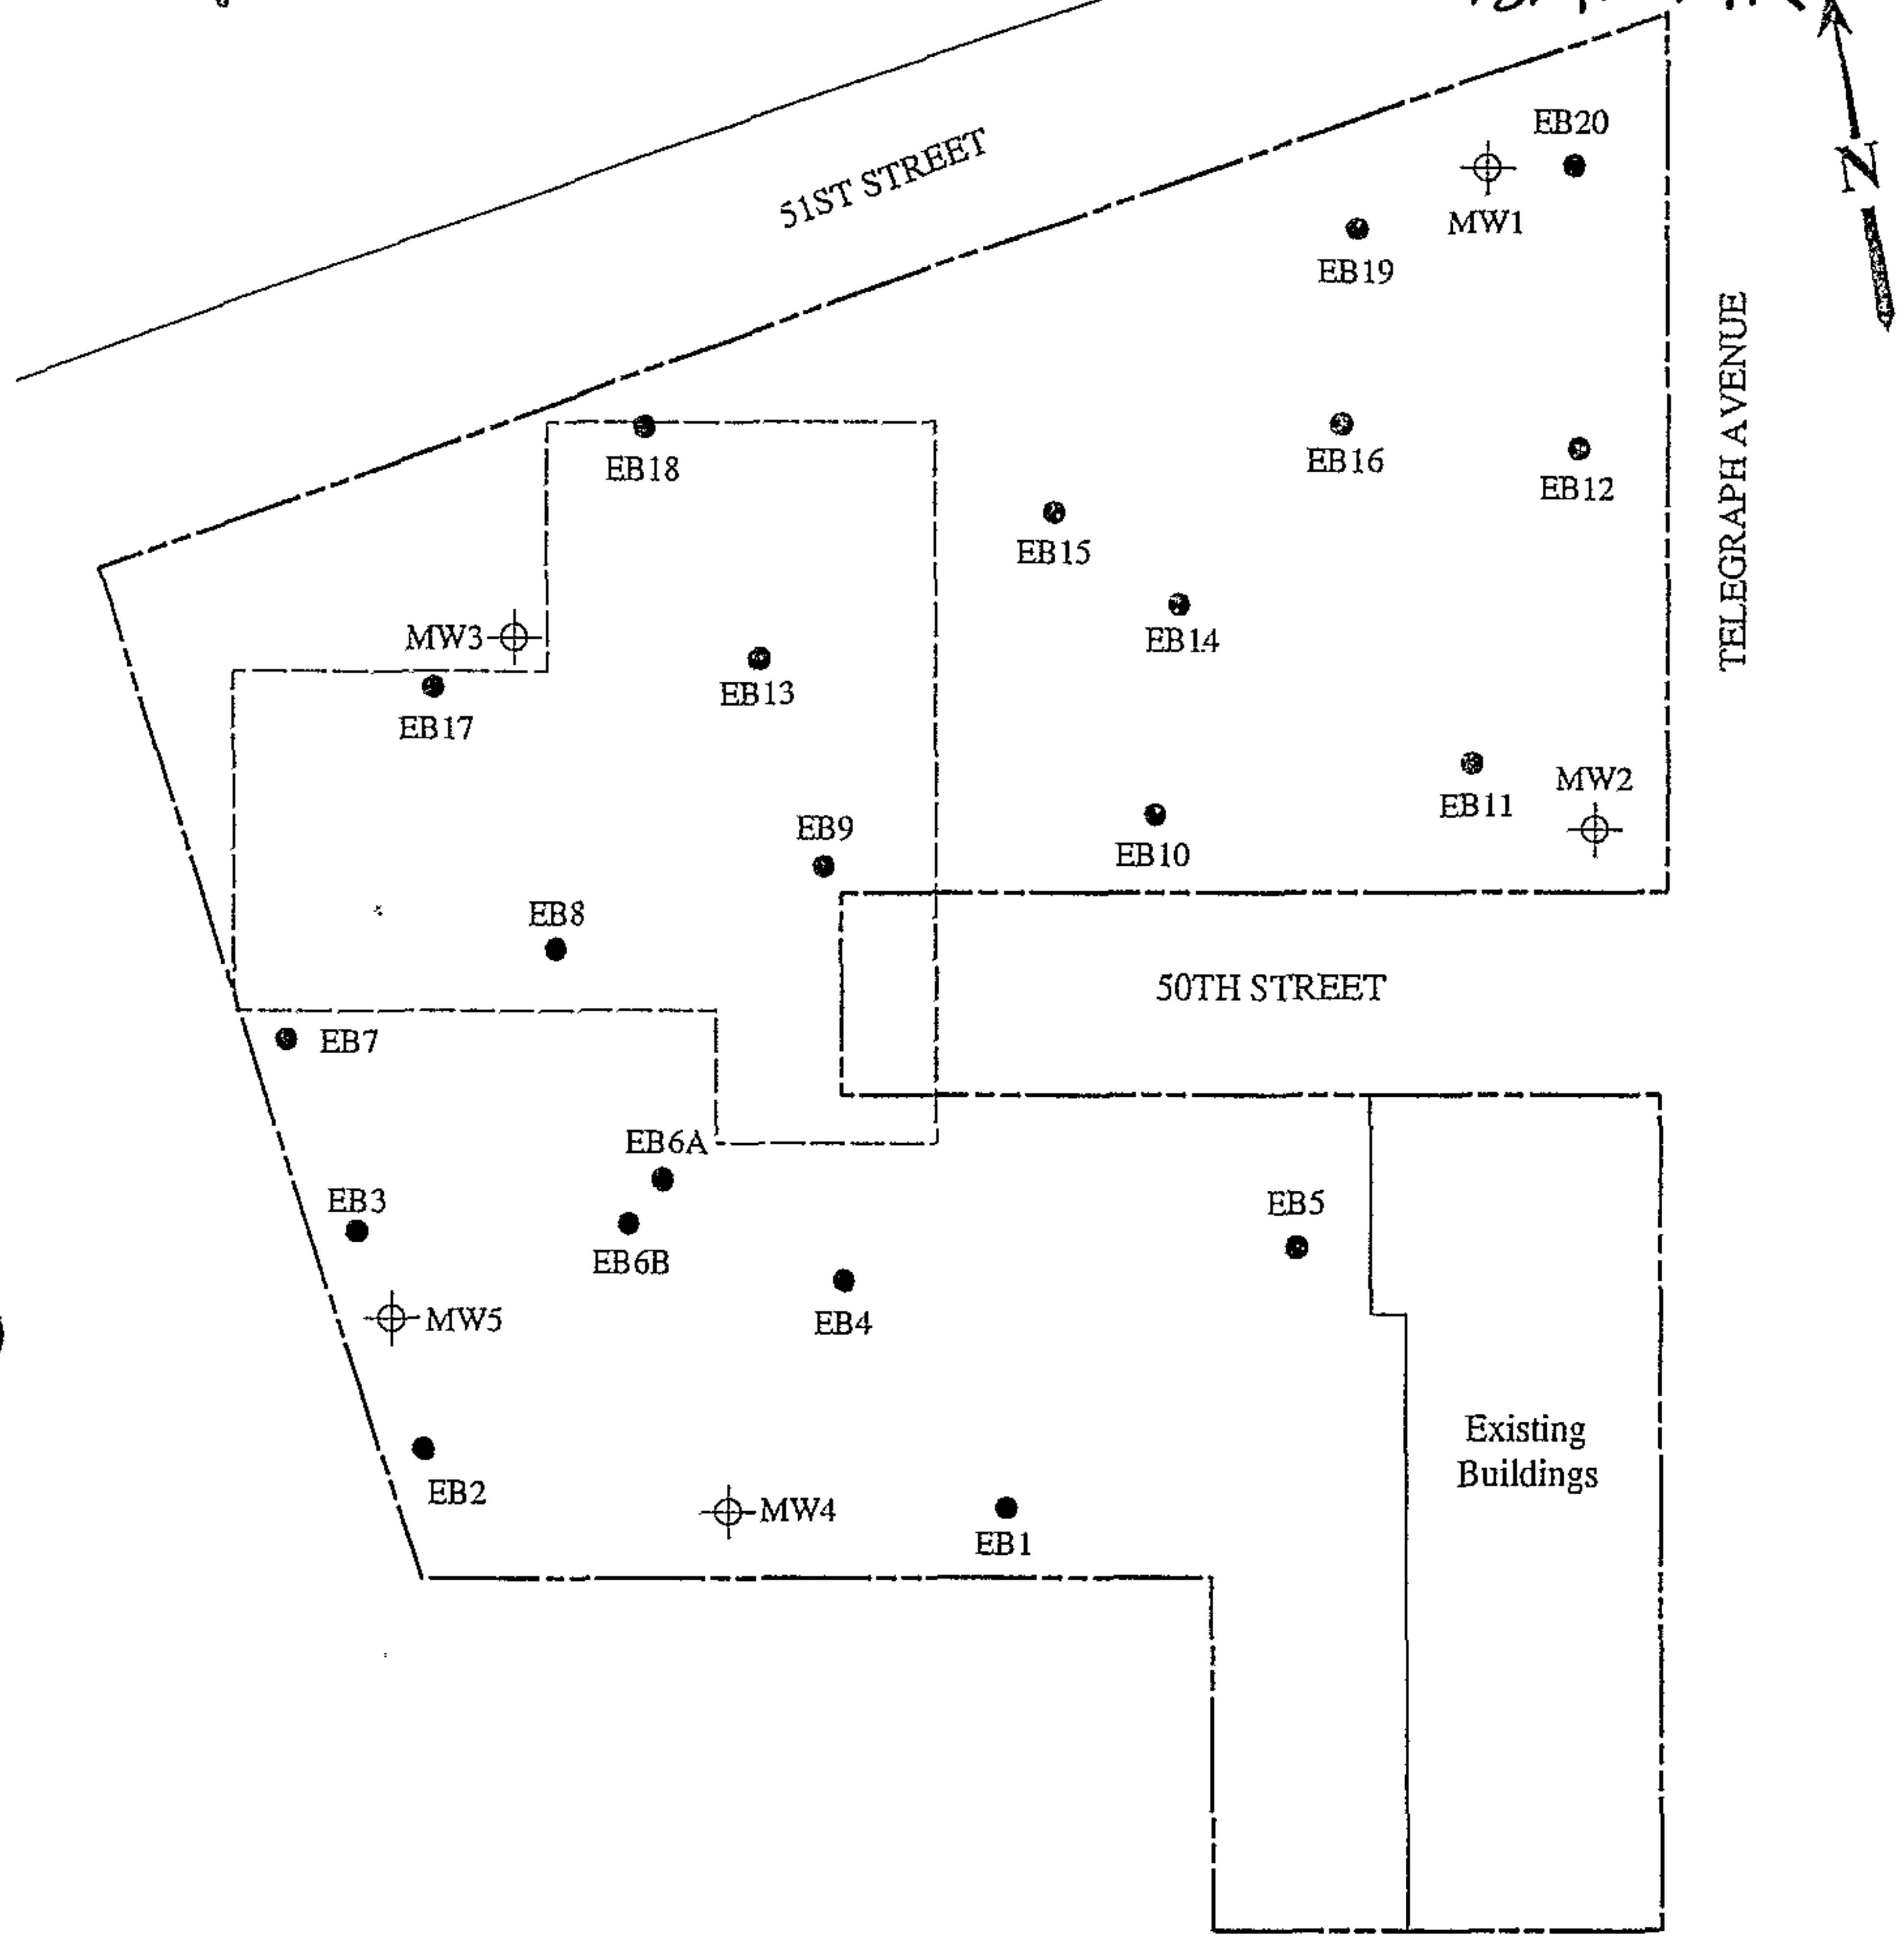 N
EB20
51ST STREET
MW1
EB19
TELEGRAPH AVENUE
EB18
EB16
EB12
EB15
MW3
EB14
EB13
EB17
MW2
EB11
EB9
EB10
EB8
50TH STREET
EB7
EB6A
EB3
EB5
EB6B
MW5
EB4
Existing
Buildings
EB2
MW4
EB1